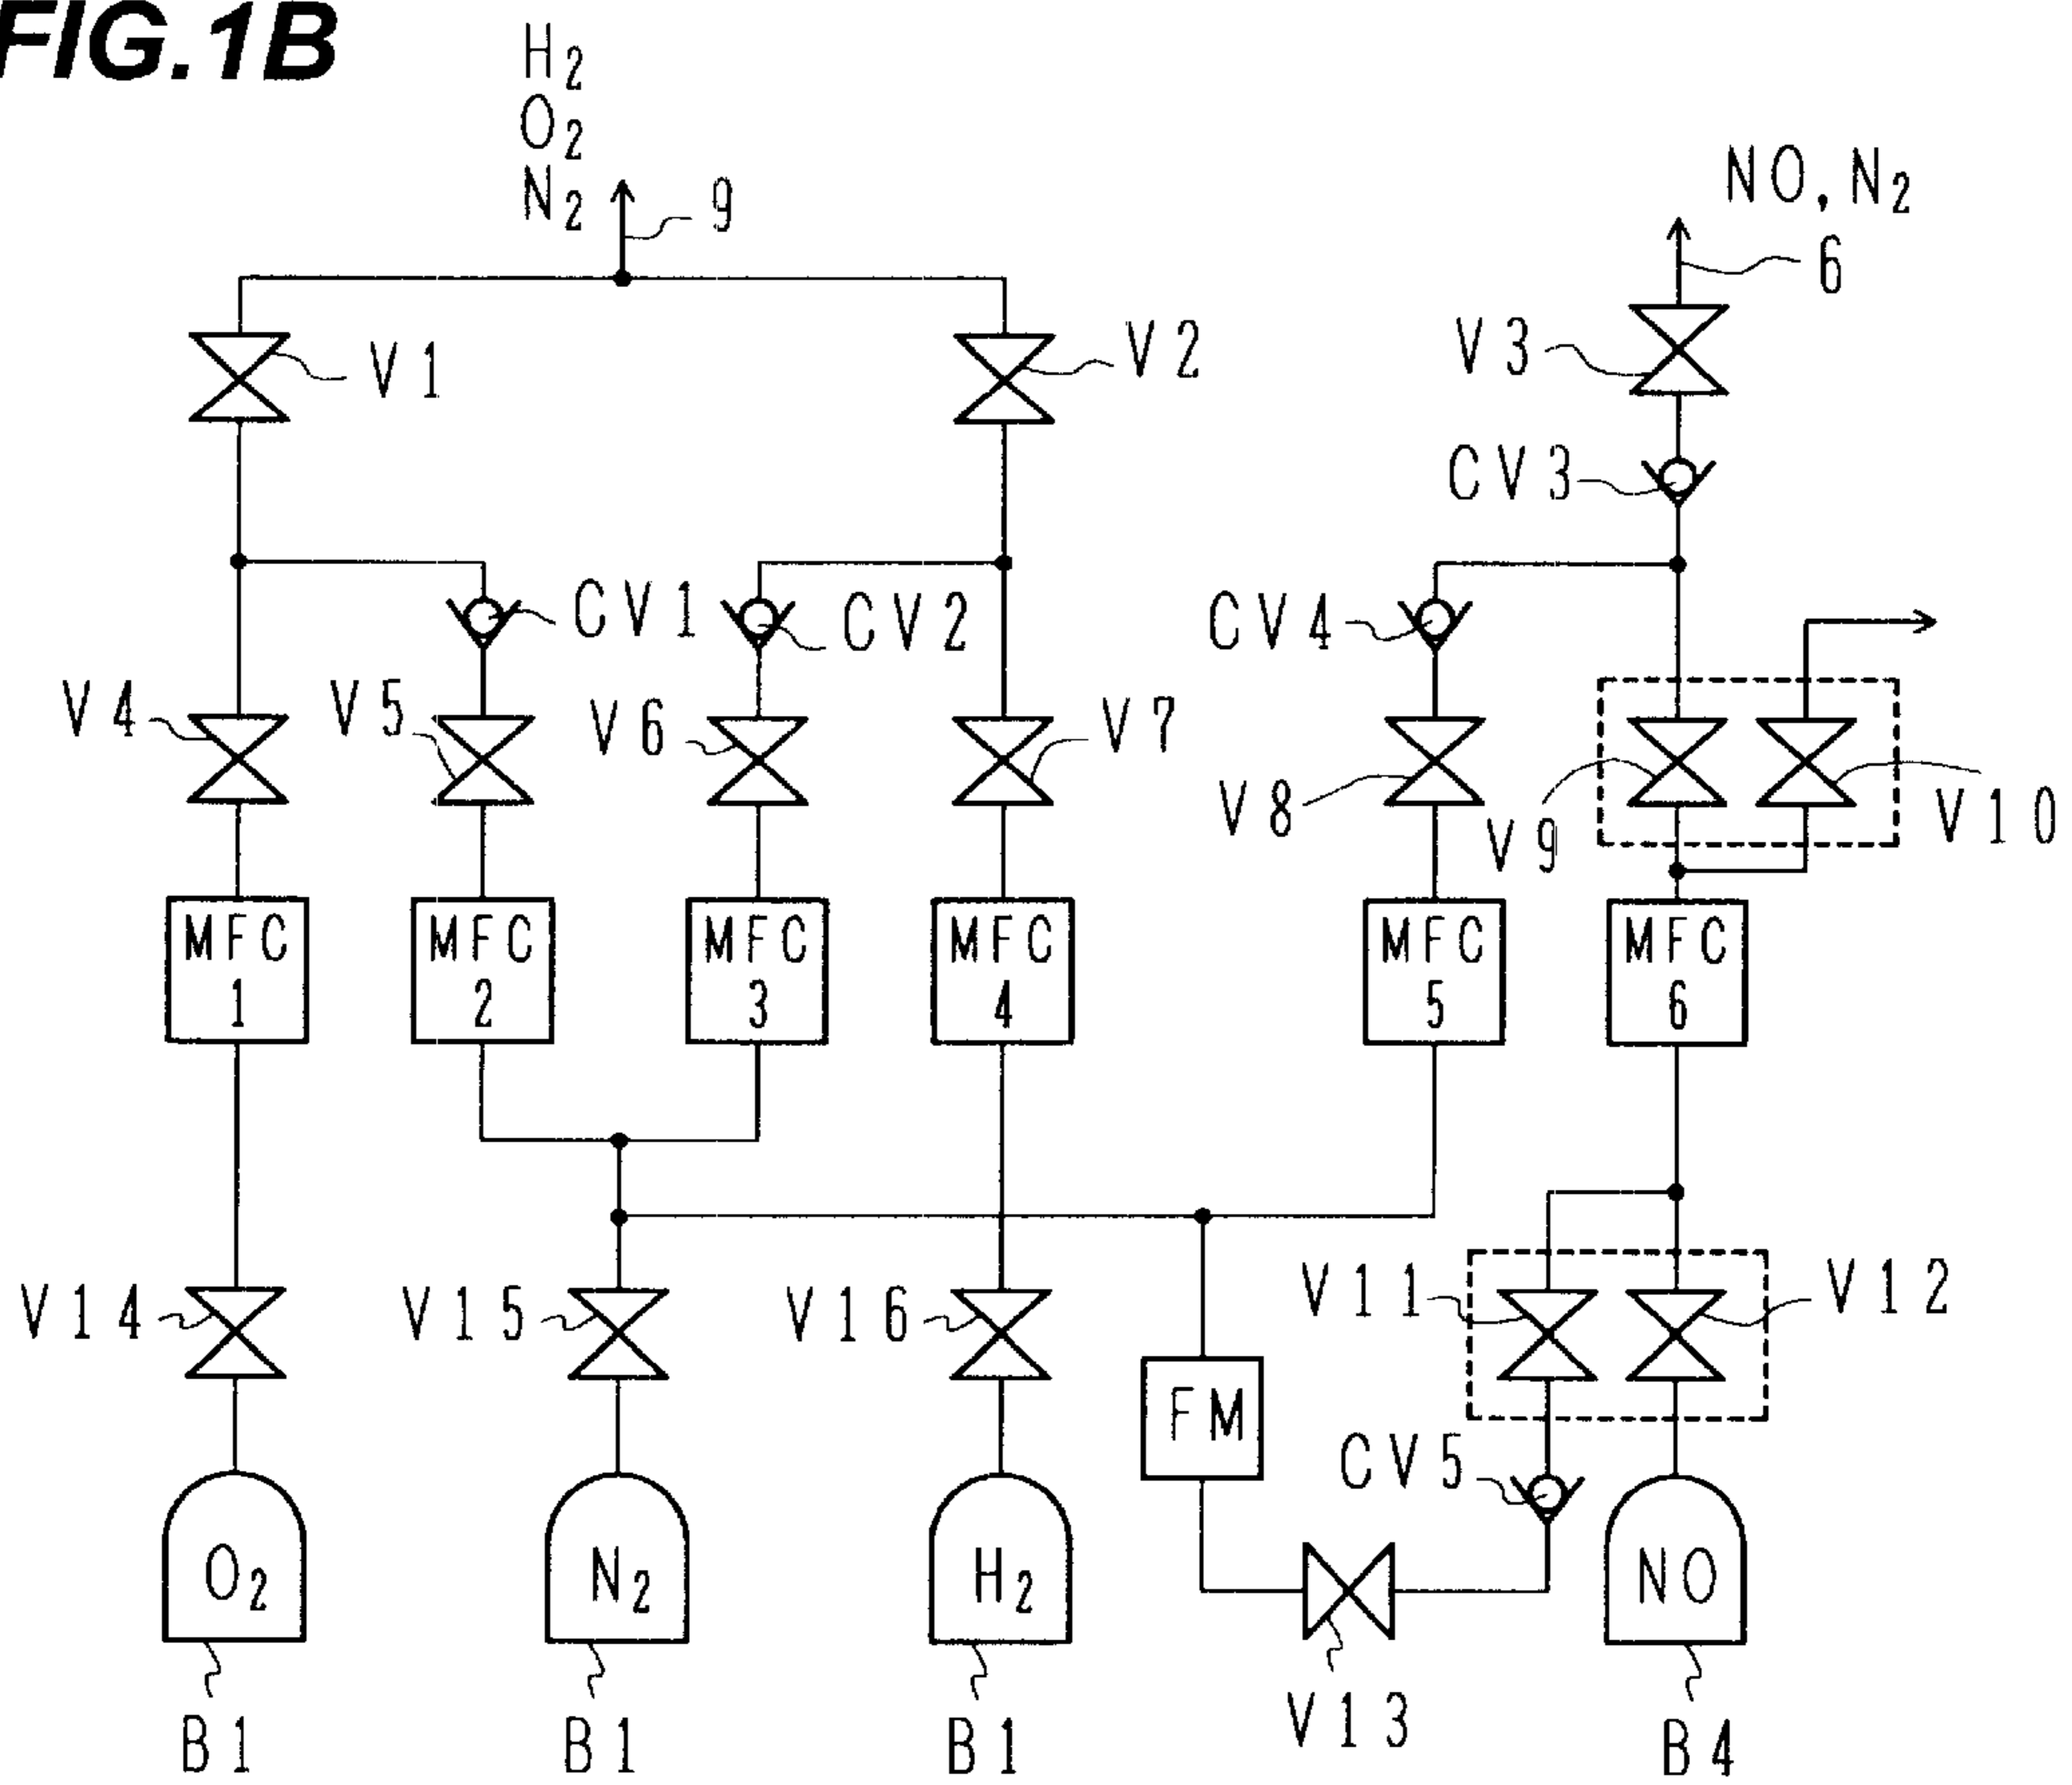 FIG.1B
H2
O2
N2
9
NO, N2
6
V1
V2
V3
CV3
CV1
CV2
CV4
V4
V5
V6
V7
V8
V9
V10
MFC
1
MFC
2
MFC
3
MFC
4
MFC
5
MFC
6
V14
V15
V16
V11
V12
FM
CV5
O2
N2
H2
NO
V13
B1
B1
B1
B4